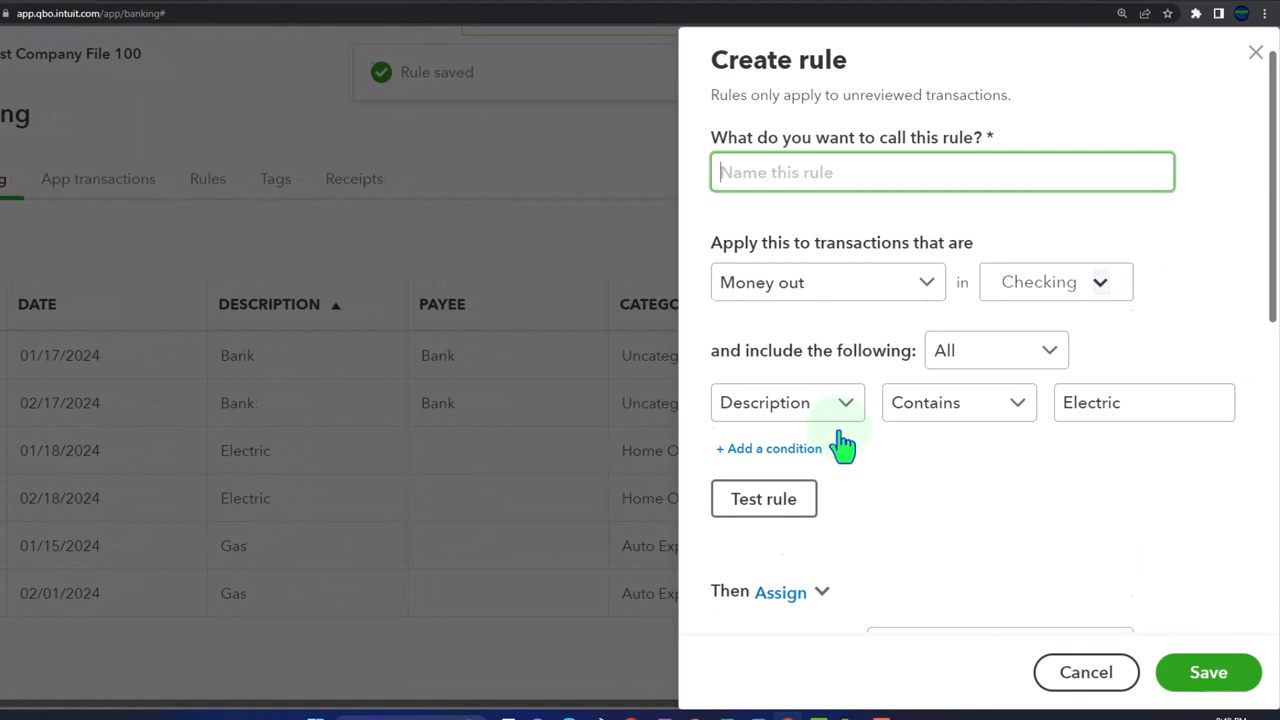 app.qbo.intuit.com/app/banking#
st Company File 100
Rule saved
ng
g App transactions Rules Tags Receipts
DATE DESCRIPTION PAYEE CATEGO
01/17/2024 Bank Bank Uncateg
02/17/2024 Bank Bank Uncateg
01/18/2024 Electric Home O
02/18/2024 Electric Home O
01/15/2024 Gas Auto Exp
02/01/2024 Gas Auto Exp
Create rule
Rules only apply to unreviewed transactions.
What do you want to call this rule? *
Name this rule
Apply this to transactions that are
Money out in Checking
and include the following: All
Description Contains Electric
+ Add a condition
Test rule
Then Assign
Cancel Save